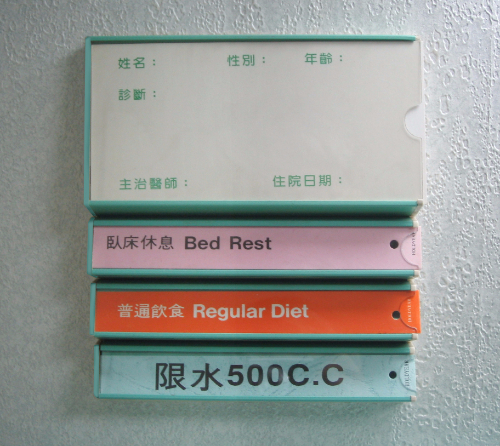 姓名： 性別： 年齡：
診斷：
主治醫師： 住院日期：
臥床休息 Bed Rest
普通飲食 Regular Diet
限水500C.C